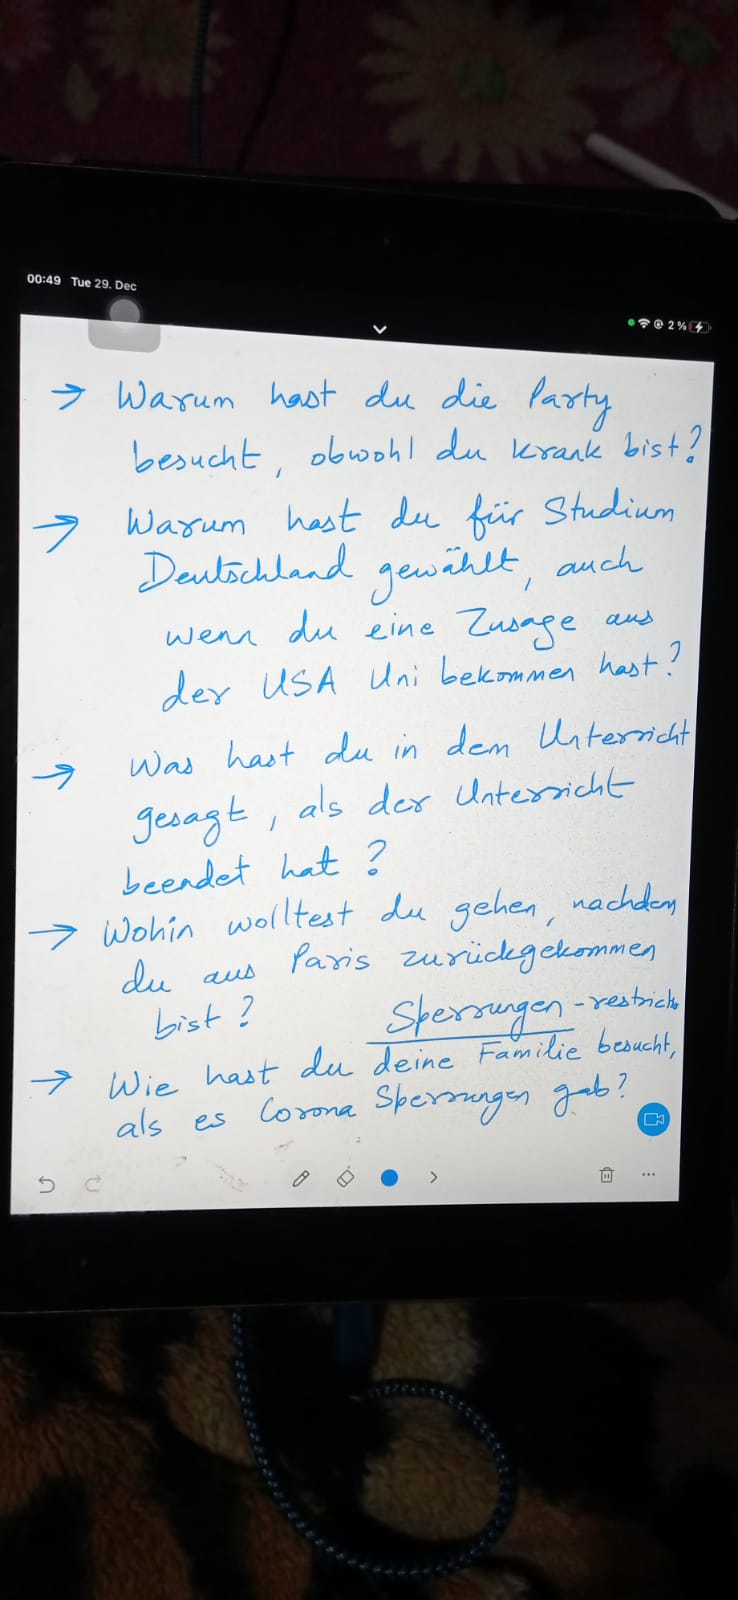 00:49 Tue 29. Dec
2%
→ Warum hast du die Party
besucht, obwohl du krank bist?
→ Warum hast du für Studium
Deutschland gewählt, auch
wenn du eine Zusage aus
der USA Uni bekommen hast?
→ Was hast du in dem Unterricht
gesagt, als der Unterricht
beendet hat?
→ Wohin wolltest du gehen, nachdem
du aus Paris zurückgekommen
bist?
Sperrungen -
→ Wie hast du deine Familie besucht,
als es Corona Sperrungen gab?